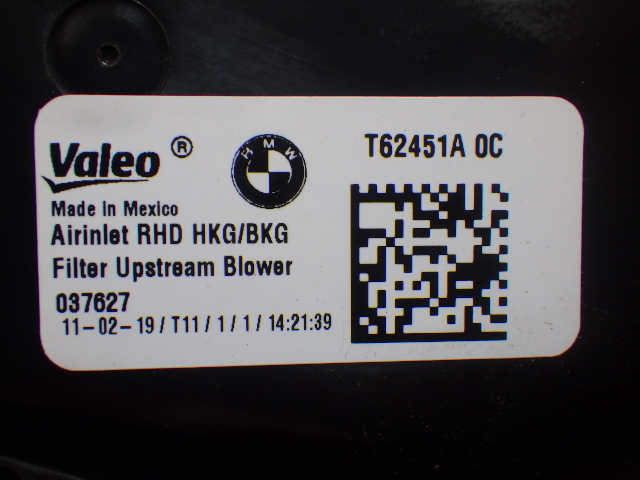 Valeo ®
BMW
T62451A 0C
Made in Mexico
Airinlet RHD HKG/BKG
Filter Upstream Blower
037627
11-02-19/T11/1/1/14:21:39